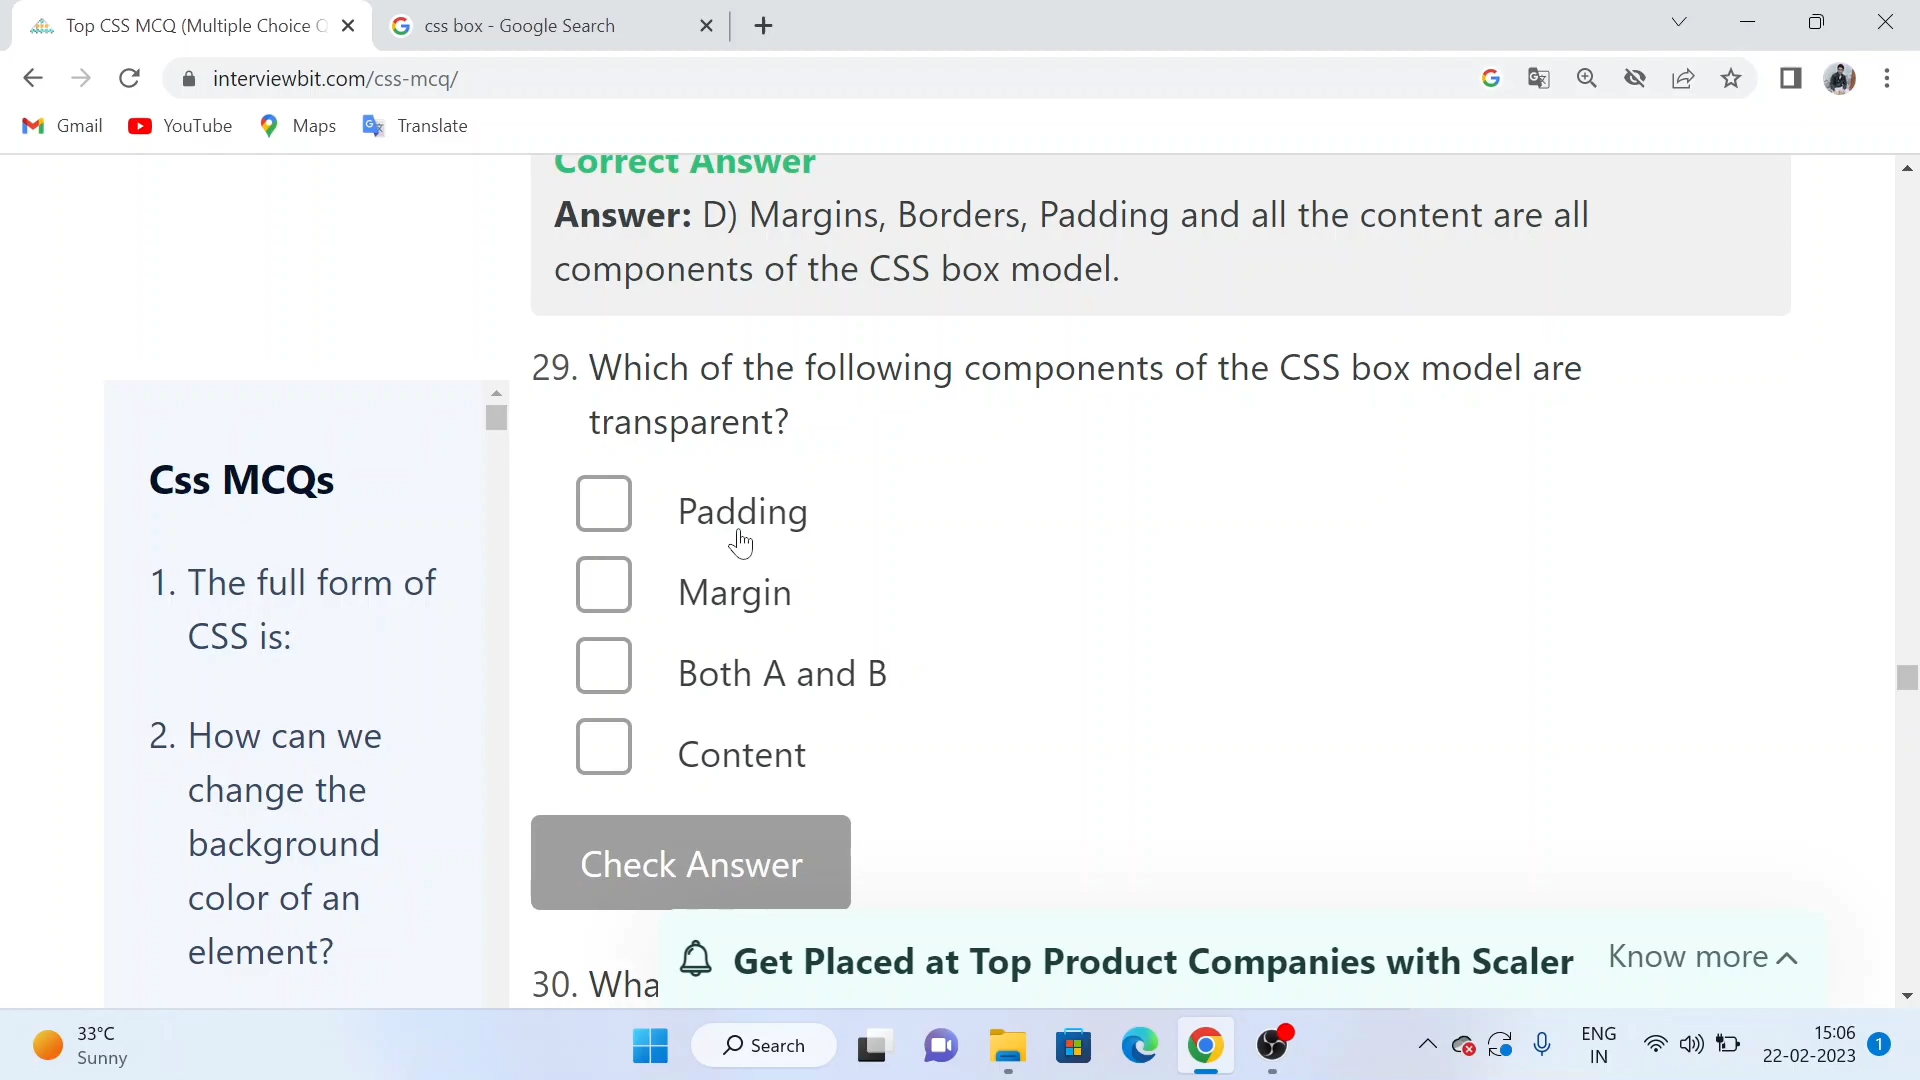 Top CSS MCQ (Multiple Choice Q
css box - Google Search
interviewbit.com/css-mcq/
Gmail
YouTube
Maps
Translate
Correct Answer
Answer: D) Margins, Borders, Padding and all the content are all
components of the CSS box model.
29. Which of the following components of the CSS box model are
transparent?
Padding
Margin
Both A and B
Content
Check Answer
Css MCQs
1. The full form of
CSS is:
2. How can we
change the
background
color of an
element?
30. Wha
Get Placed at Top Product Companies with Scaler
Know more
33°C
Sunny
Search
ENG
IN
15:06
22-02-2023
1